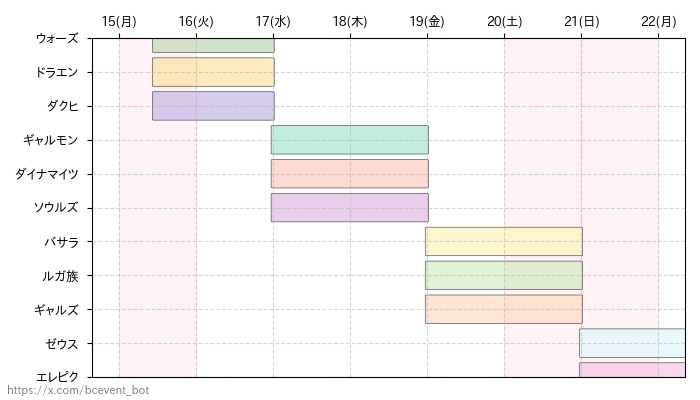 15(月) 16(火) 17(水) 18(木) 19(金) 20(土) 21(日) 22(月)
ウォーズ
ドラエン
ダクヒ
ギャルモン
ダイナマイツ
ソウルズ
バサラ
ルガ族
ギャルズ
ゼウス
エレピク
https://x.com/bcevent_bot